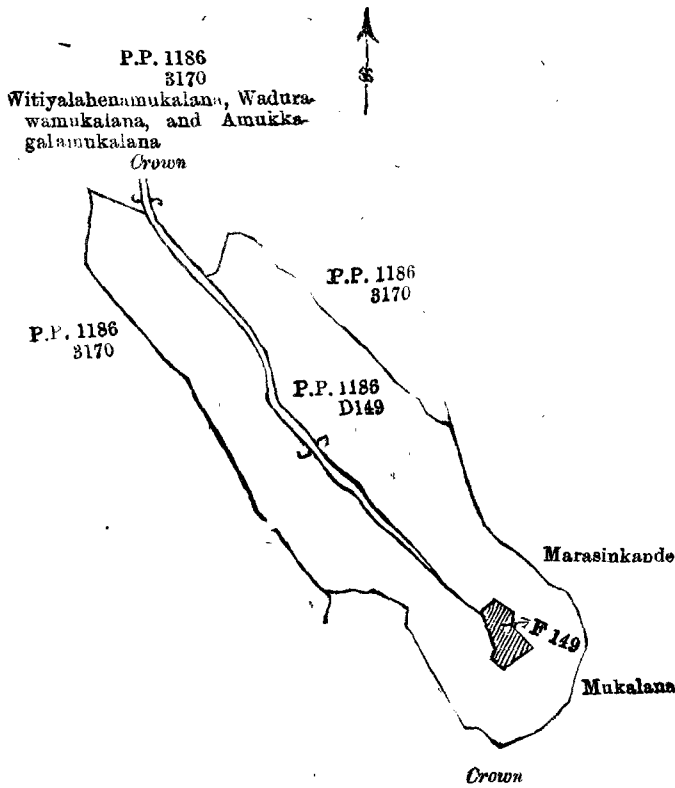 P.P. 1186
3170
Witiyalahenamukalana, Wadura-
wamukalana, and Amukka-
galamukalana
Crown
P.P. 1186
3170
P.P. 1186
3170
P.P. 1186
D149
Marasinkande
F 149
Mukalana
Crown